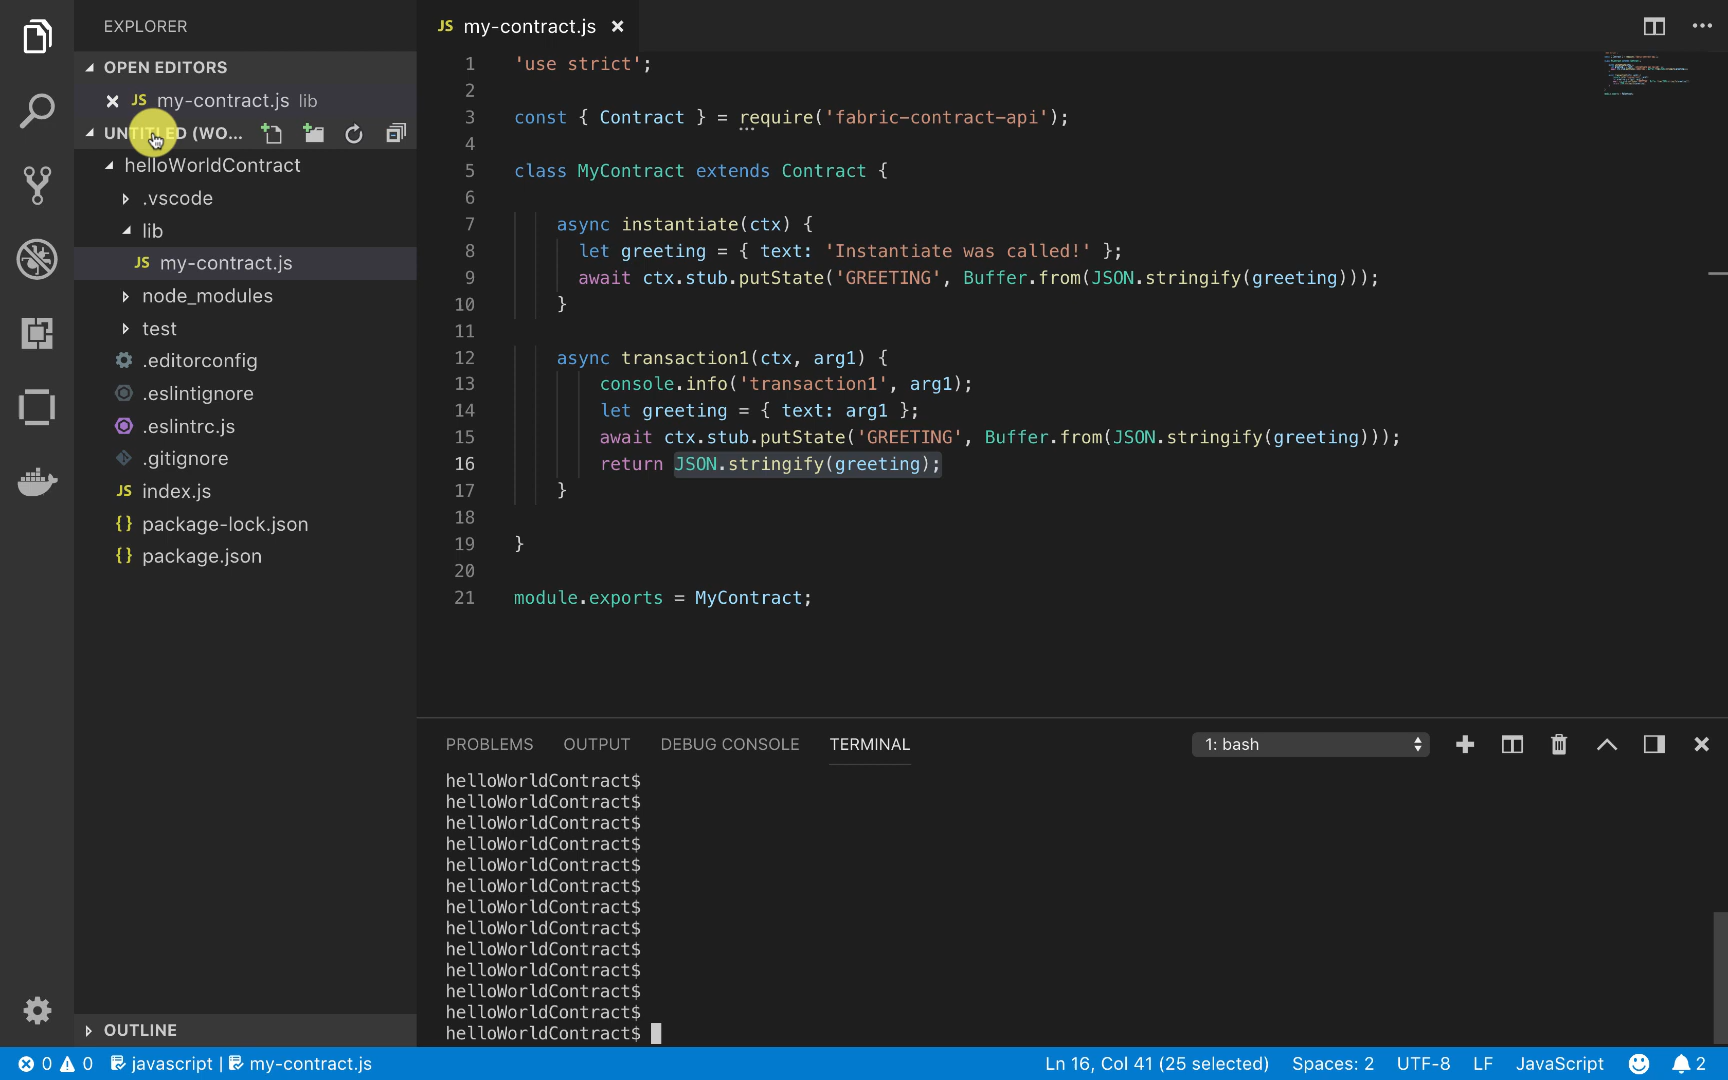 EXPLORER
OPEN EDITORS
JS my-contract.js lib
UNTITLED (WO...
helloWorldContract
.vscode
lib
JS my-contract.js
node_modules
test
.editorconfig
.eslintignore
.eslintrc.js
.gitignore
JS index.js
{} package-lock.json
{} package.json
OUTLINE
JS my-contract.js
1 'use strict';
2
3 const { Contract } = require('fabric-contract-api');
4
5 class MyContract extends Contract {
6
7 async instantiate(ctx) {
8 let greeting = { text: 'Instantiate was called!' };
9 await ctx.stub.putState('GREETING', Buffer.from(JSON.stringify(greeting)));
10 }
11
12 async transaction1(ctx, arg1) {
13 console.info('transaction1', arg1);
14 let greeting = { text: arg1 };
15 await ctx.stub.putState('GREETING', Buffer.from(JSON.stringify(greeting)));
16 return JSON.stringify(greeting);
17 }
18
19 }
20
21 module.exports = MyContract;
PROBLEMS OUTPUT DEBUG CONSOLE TERMINAL 1: bash
helloWorldContract$
helloWorldContract$
helloWorldContract$
helloWorldContract$
helloWorldContract$
helloWorldContract$
helloWorldContract$
helloWorldContract$
helloWorldContract$
helloWorldContract$
helloWorldContract$
helloWorldContract$
helloWorldContract$
0 0 javascript | my-contract.js Ln 16, Col 41 (25 selected) Spaces: 2 UTF-8 LF JavaScript 2